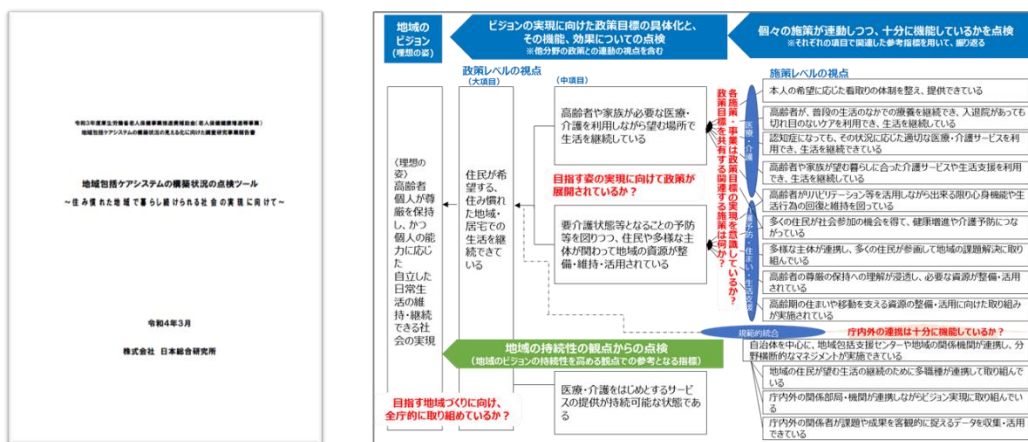 令和3年度厚生労働省老人保健事業推進費補助金(老人保健健康増進等事業)
地域包括ケアシステムの構築状況の見える化に向けた調査研究事業報告書
地域包括ケアシステムの構築状況の点検ツール
～住み慣れた地域で暮らし続けられる社会の実現に向けて～
令和4年3月
株式会社 日本総合研究所
地域の
ビジョン
(理想の姿)
ビジョンの実現に向けた政策目標の具体化と、
その機能、効果についての点検
※他分野の政策との連動の視点を含む
個々の施策が連動しつつ、十分に機能しているかを点検
※それぞれの項目で関連した参考指標を用いて、振り返る
政策レベルの視点
(大項目)
(中項目)
施策レベルの視点
(理想の
姿)
高齢者
個人が尊
厳を保持
し、かつ
個人の能
力に応じ
た
自立した
日常生
活の維
持・継続
できる社
会の実現
住民が希
望する、
住み慣れ
た地域・
居宅での
生活を継
続できて
いる
高齢者や家族が必要な医療・
介護を利用しながら望む場所で
生活を継続している
目指す姿の実現に向けて政策が
展開されているか?
要介護状態等となることの予防
等を図りつつ、住民や多様な主
体が関わって地域の資源が整
備・維持・活用されている
各施策・事業は政策目標の実現を意識しているか?
政策目標を共有する関連する施策は何か?
医療・介護
介護予防・住まい・生活支援
本人の希望に応じた看取りの体制を整え、提供できている
高齢者が、普段の生活のなかでの療養を継続でき、入退院があっても
切れ目のないケアを利用でき、生活を継続している
認知症になっても、その状況に応じた適切な医療・介護サービスを利
用でき、生活を継続できている
高齢者や家族が望む暮らしに合った介護サービスや生活支援を利用
でき、生活を継続している
高齢者がリハビリテーション等を活用しながら出来る限り心身機能や生
活行為の回復と維持を図っている
多くの住民が社会参加の機会を得て、健康増進や介護予防につな
がっている
多様な主体が連携し、多くの住民が参画して地域の課題解決に取り
組んでいる
高齢者の尊厳の保持への理解が浸透し、必要な資源が整備・活用
されている
高齢期の住まいや移動を支える資源の整備・活用に向けた取り組み
が実施されている
規範的統合
庁内外の連携は十分に機能しているか?
自治体を中心に、地域包括支援センターや地域の関係機関が連携し、分
野横断的なマネジメントが実施できている
地域の住民が望む生活の継続のために多職種が連携して取り組んで
いる
庁内外の関係部局・機関が連携しながらビジョン実現に取り組んでい
る
庁内外の関係者が課題や成果を客観的に捉えるデータを収集・活用
できている
地域の持続性の観点からの点検
(地域のビジョンの持続性を高める観点での参考となる指標)
医療・介護をはじめとするサービ
スの提供が持続可能な状態であ
る
目指す地域づくりに向け、
全庁的に取り組めているか?